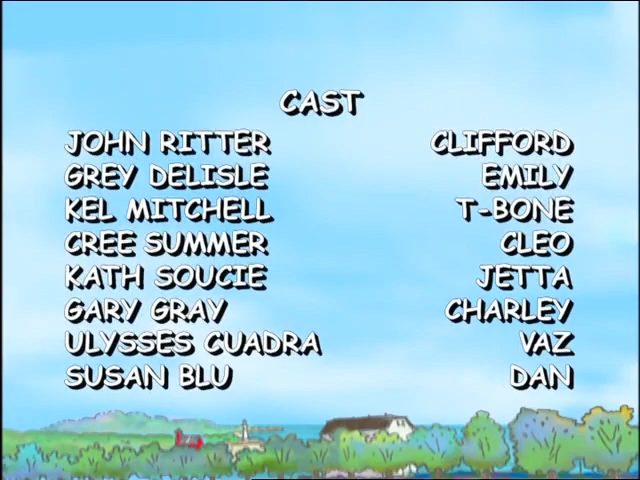 CAST
JOHN RITTER CLIFFORD
GREY DELISLE EMILY
KEL MITCHELL T-BONE
CREE SUMMER CLEO
KATH SOUCIE JETTA
GARY GRAY CHARLEY
ULYSSES CUADRA VAZ
SUSAN BLU DAN